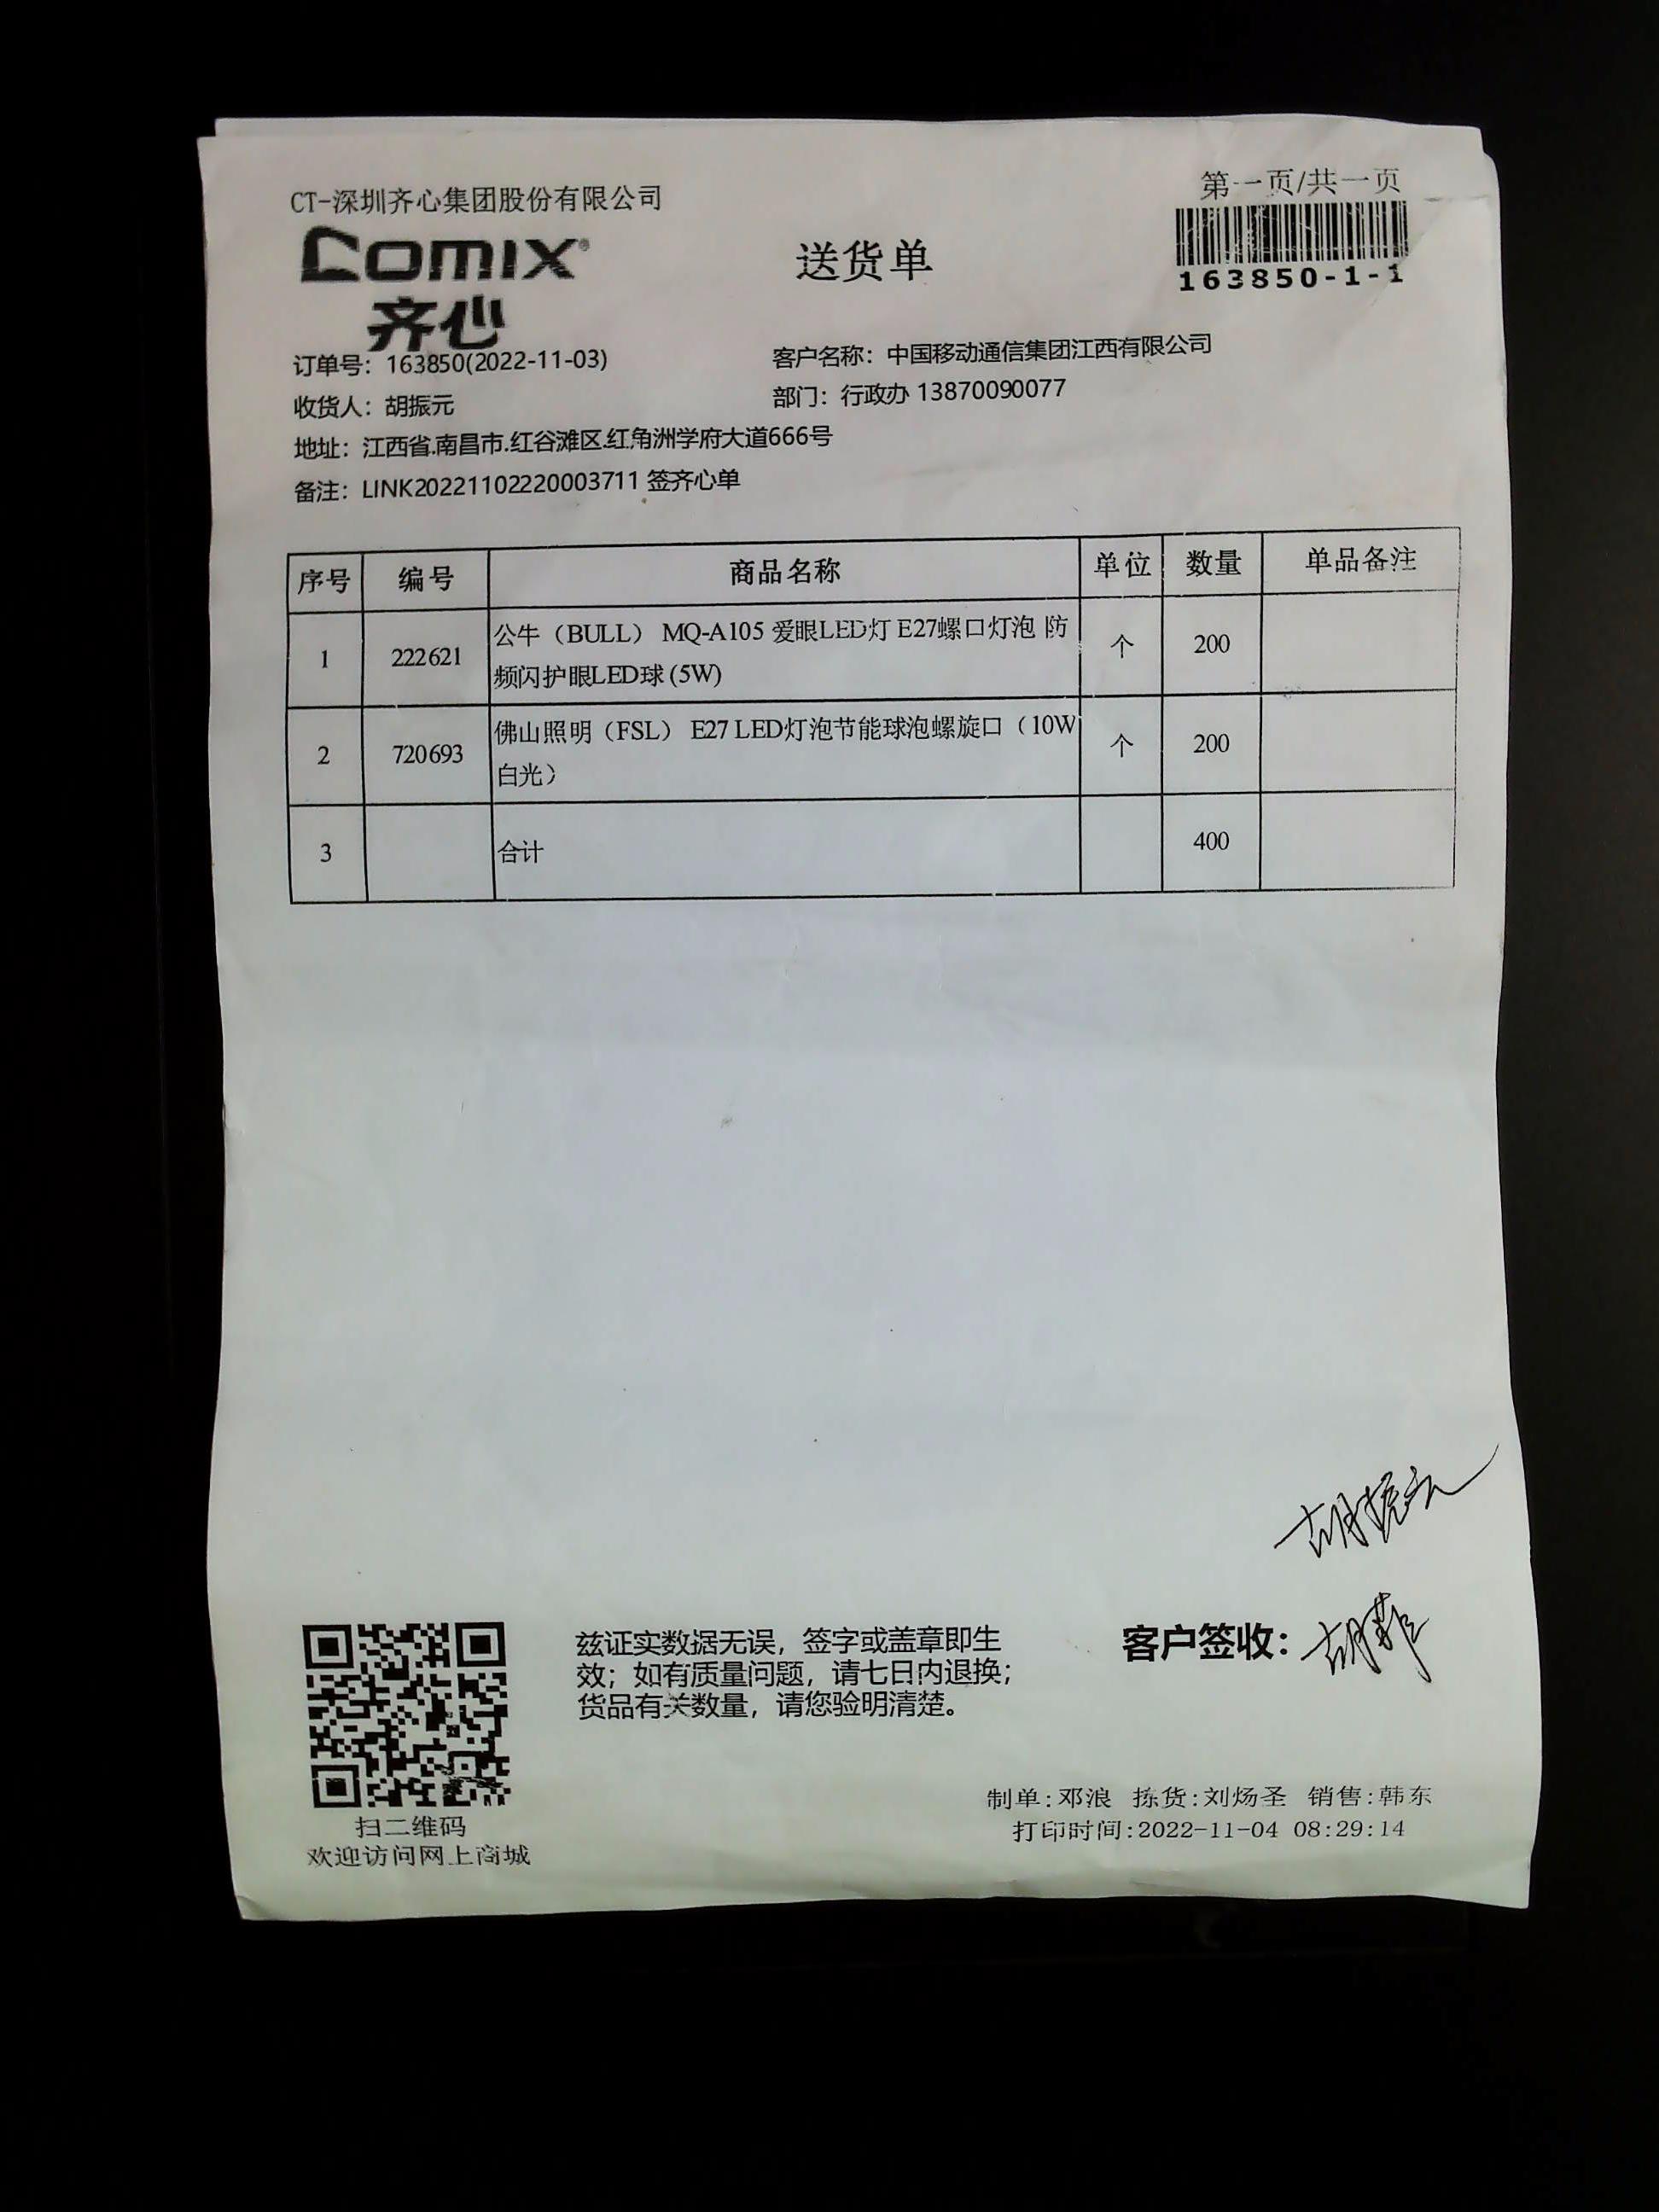 第一页/共一页
CT-深圳齐心集团股份有限公司
comix®
齐心
送货单
163850-1-1
订单号：163850(2022-11-03)
客户名称：中国移动通信集团江西有限公司
收货人：胡振元
部门：行政办 13870090077
地址：江西省.南昌市.红谷滩区.红角洲学府大道666号
备注：LINK20221102220003711 签齐心单
序号 编号 商品名称 单位 数量 单品备注
1 222621 公牛（BULL） MQ-A105 爱眼LED灯 E27螺口灯泡 防 个 200
频闪护眼LED球 (5W)
2 720693 佛山照明（FSL） E27 LED灯泡节能球泡螺旋口（10W 个 200
白光）
3 合计 400
胡振元
兹证实数据无误，签字或盖章即生
效；如有质量问题，请七日内退换；
货品有关数量，请您验明清楚。
客户签收：
扫二维码
欢迎访问网上商城
制单:邓浪 拣货:刘炀圣 销售:韩东
打印时间:2022-11-04 08:29:14